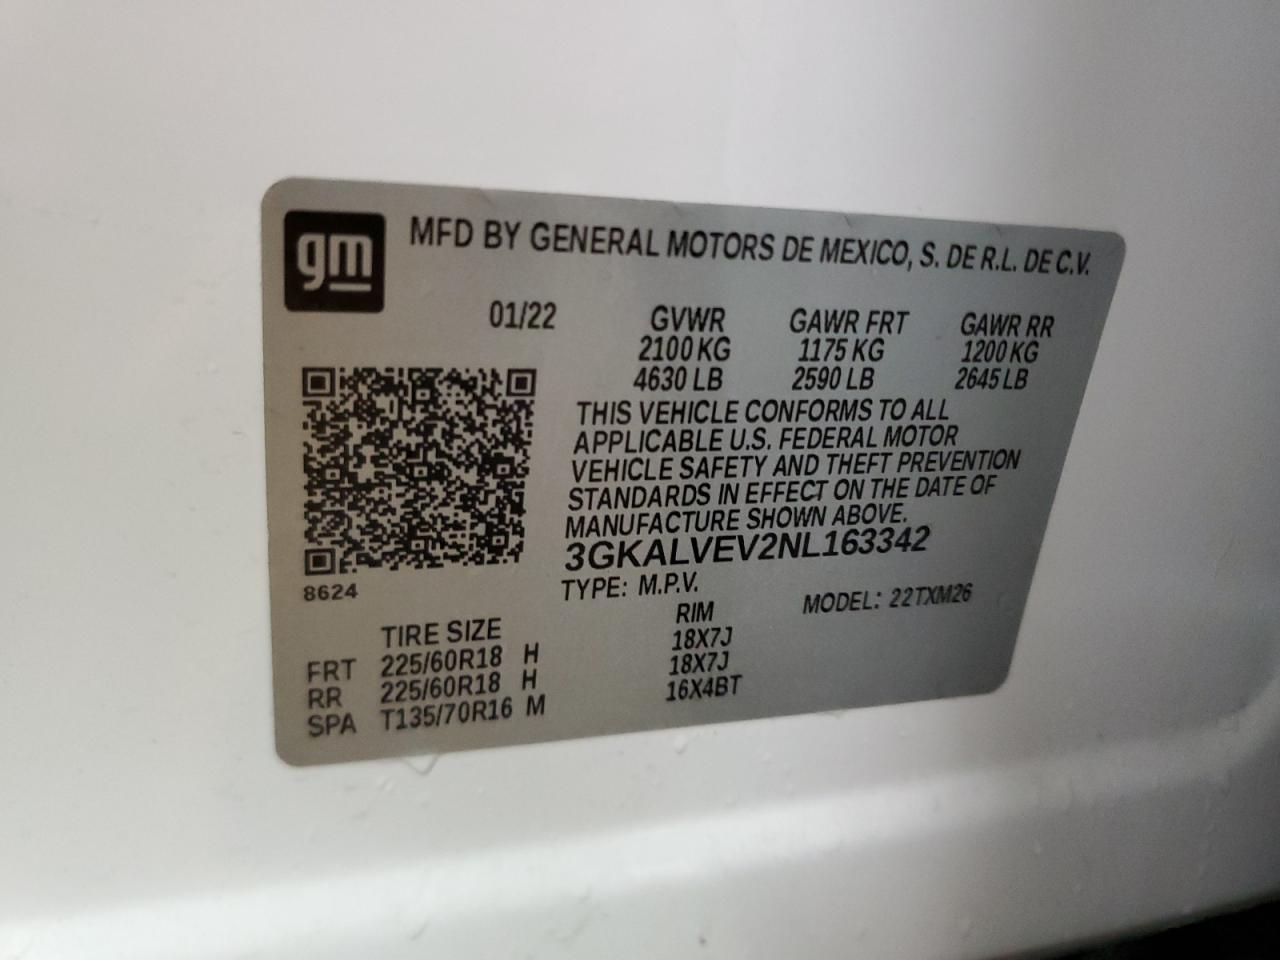 gm
MFD BY GENERAL MOTORS DE MEXICO, S. DE R.L. DE C.V.
01/22 GVWR GAWR FRT GAWR RR
2100 KG 1175 KG 1200 KG
4630 LB 2590 LB 2645 LB
THIS VEHICLE CONFORMS TO ALL
APPLICABLE U.S. FEDERAL MOTOR
VEHICLE SAFETY AND THEFT PREVENTION
STANDARDS IN EFFECT ON THE DATE OF
MANUFACTURE SHOWN ABOVE.
3GKALVEV2NL163342
8624 TYPE: M.P.V. MODEL: 22TXM26
TIRE SIZE RIM
FRT 225/60R18 H 18X7J
RR 225/60R18 H 18X7J
SPA T135/70R16 M 16X4BT